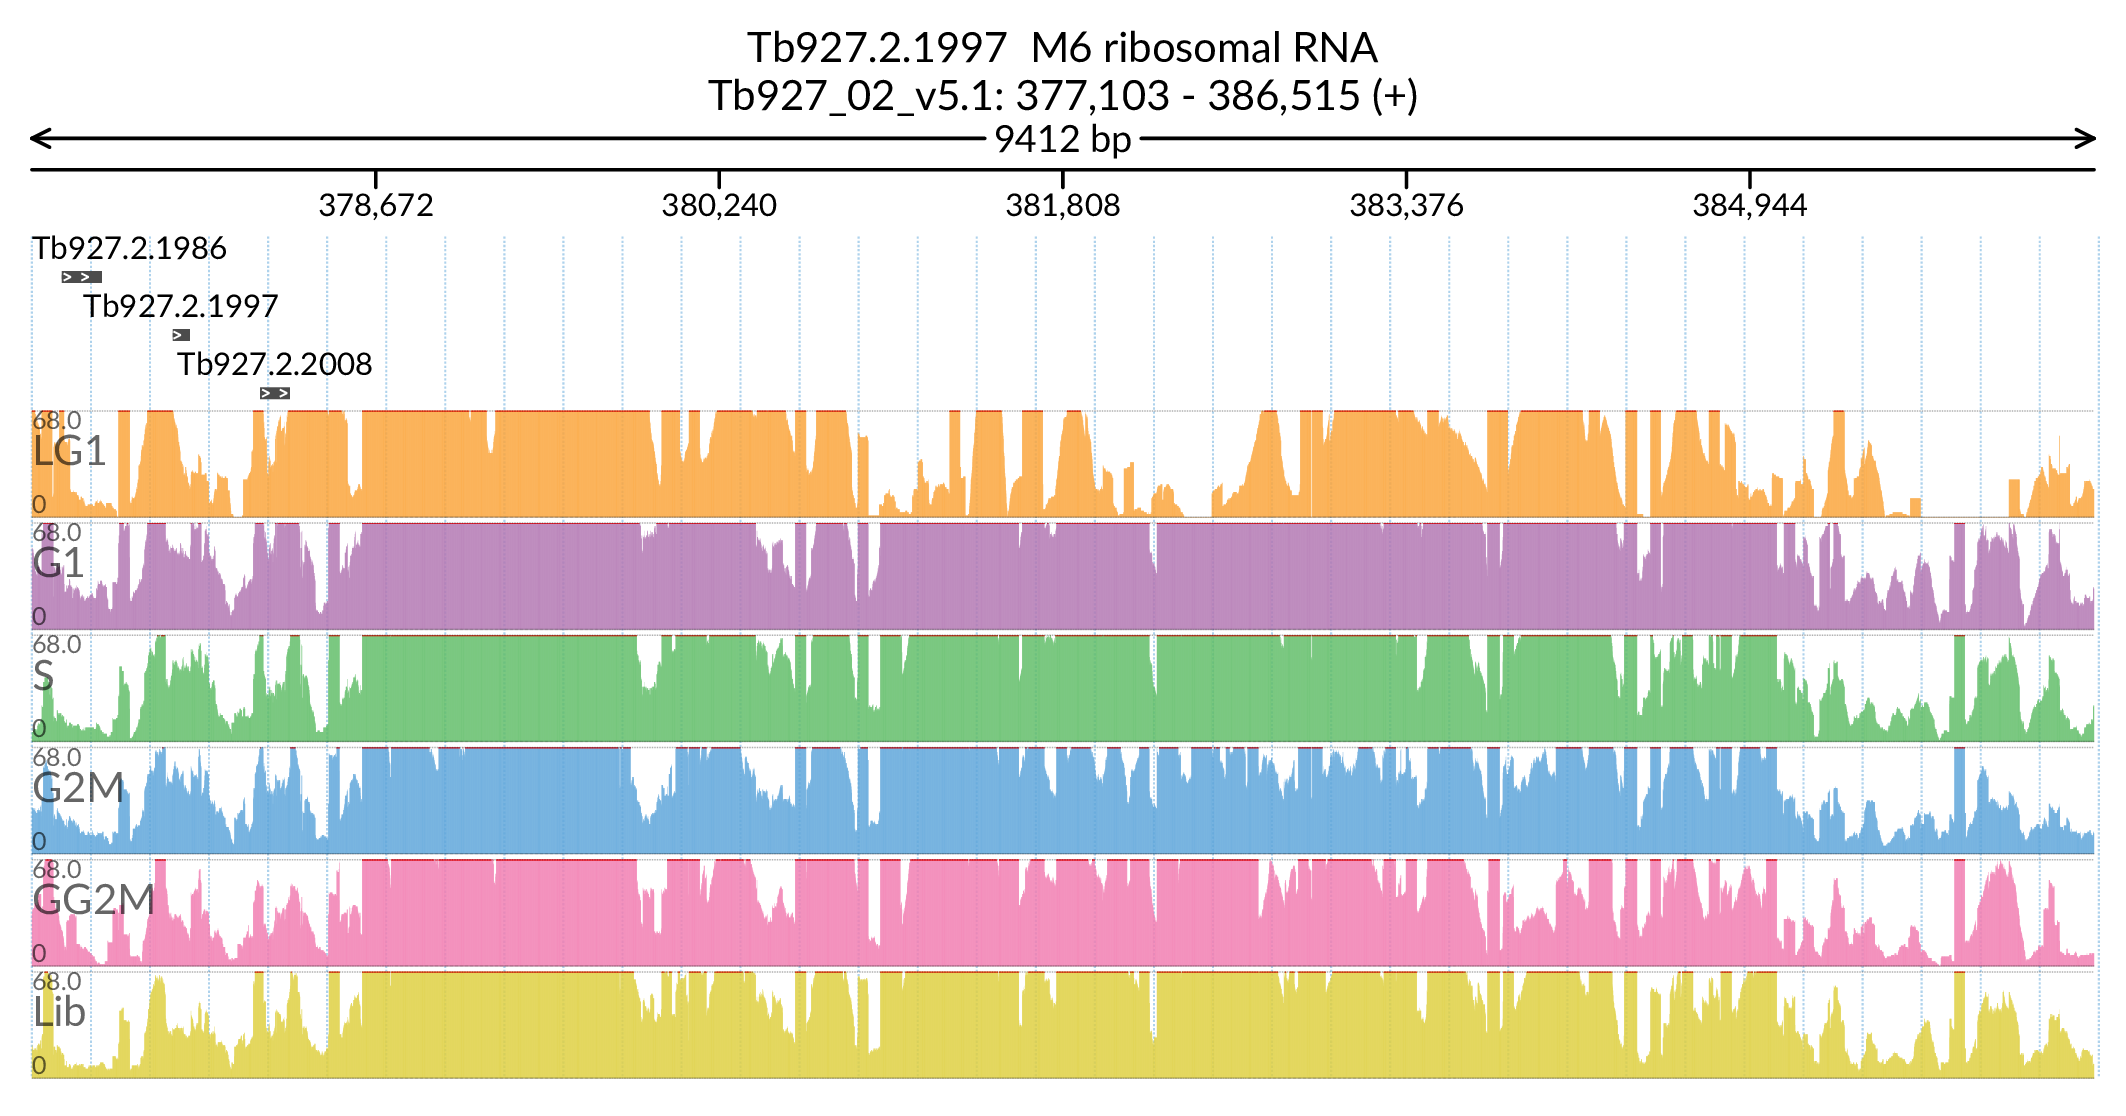 Tb927.2.1997  M6 ribosomal RNA
Tb927_02_v5.1: 377,103 - 386,515 (+)
9412 bp
378,672 380,240 381,808 383,376 384,944
Tb927.2.1986
Tb927.2.1997
Tb927.2.2008
68.0
LG1
0
68.0
G1
0
68.0
S
0
68.0
G2M
0
68.0
GG2M
0
68.0
Lib
0